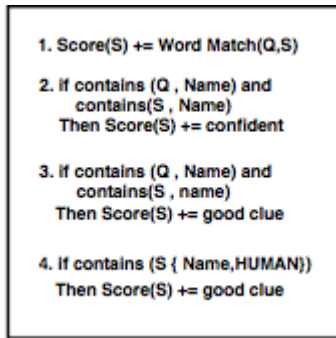 1. Score(S) += Word Match(Q,S)
2. if contains (Q , Name) and
contains(S , Name)
Then Score(S) += confident
3. if contains (Q , Name) and
contains(S , name)
Then Score(S) += good clue
4. if contains (S { Name,HUMAN})
Then Score(S) += good clue